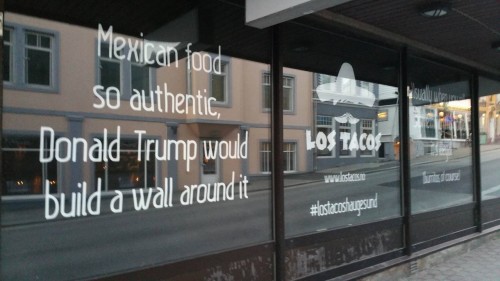 Mexican food
so authentic,
Donald Trump would
build a wall around it
LOS TACOS
www.lostacos.no
#lostacoshaugesund
Burritos, of course!